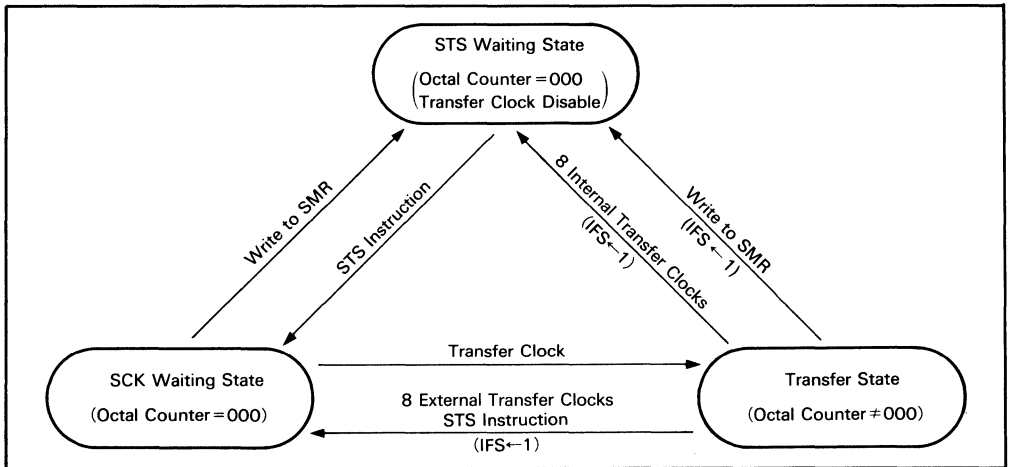 STS Waiting State
(Octal Counter=000
Transfer Clock Disable)
Write to SMR
STS Instruction
8 Internal Transfer Clocks
(IFS←1)
Write to SMR
(IFS←1)
SCK Waiting State
(Octal Counter=000)
Transfer Clock
8 External Transfer Clocks
STS Instruction
(IFS←1)
Transfer State
(Octal Counter≠000)